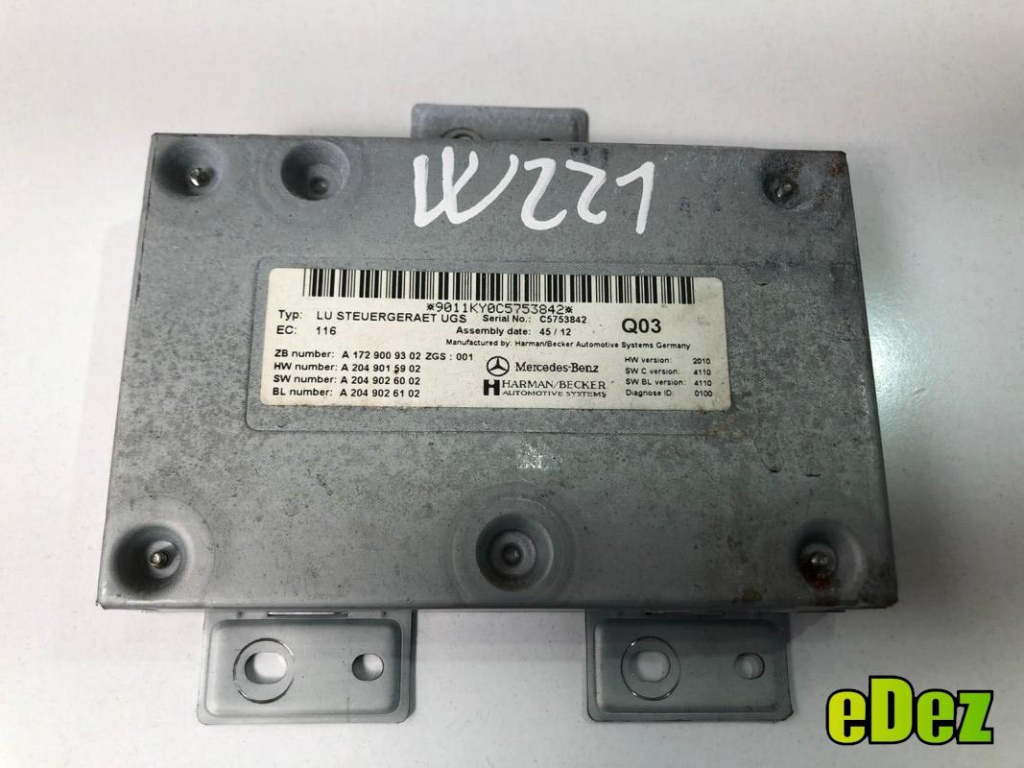 W221
*9011KY0C5753842*
Typ: LU STEUERGERAET UGS Serial No.: C5753842
EC: 116 Assembly date: 45 / 12 Q03
Manufactured by: Harman/Becker Automotive Systems Germany
ZB number: A 172 900 93 02 ZGS : 001
HW number: A 204 901 59 02
SW number: A 204 902 60 02
BL number: A 204 902 61 02
Mercedes-Benz
HARMAN/BECKER
AUTOMOTIVE SYSTEMS
HW version: 2010
SW C version: 4110
SW BL version: 4110
Diagnose ID: 0100
eDez